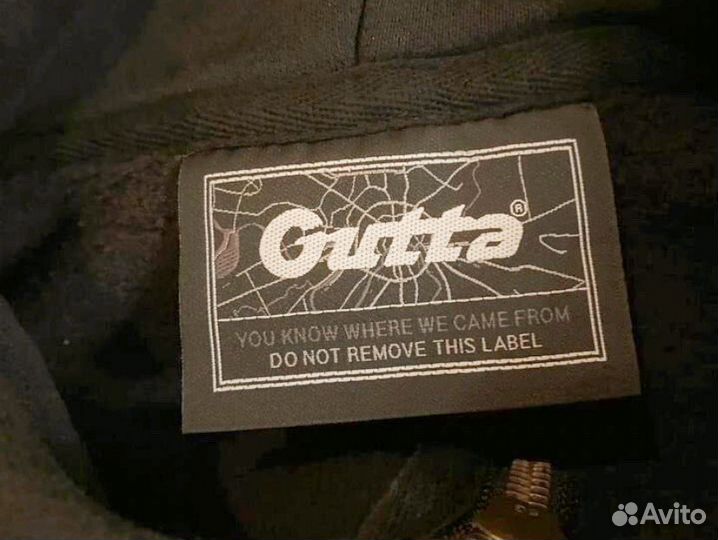 Gutta®
YOU KNOW WHERE WE CAME FROM
DO NOT REMOVE THIS LABEL
Avito